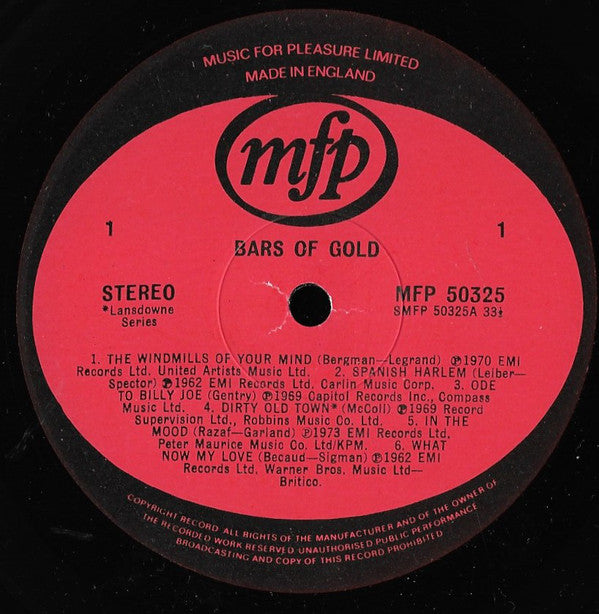 MUSIC FOR PLEASURE LIMITED
MADE IN ENGLAND
mfp
1 1
BARS OF GOLD
STEREO MFP 50325
*Lansdowne SMFP 50325A 33⅓
Series
1. THE WINDMILLS OF YOUR MIND (Bergman—Legrand) ℗1970 EMI
Records Ltd. United Artists Music Ltd. 2. SPANISH HARLEM (Leiber—
Spector) ℗1962 EMI Records Ltd. Carlin Music Corp. 3. ODE
TO BILLY JOE (Gentry) ℗1969 Capitol Records Inc., Compass
Music Ltd. 4. DIRTY OLD TOWN* (McColl) ℗1969 Record
Supervision Ltd., Robbins Music Co. Ltd. 5. IN THE
MOOD (Razaf—Garland) ℗1973 EMI Records Ltd.
Peter Maurice Music Co. Ltd/KPM. 6. WHAT
NOW MY LOVE (Becaud—Sigman) ℗1962 EMI
Records Ltd. Warner Bros. Music Ltd—
Britico.
COPYRIGHT RECORD ALL RIGHTS OF THE MANUFACTURER AND OF THE OWNER OF
THE RECORDED WORK RESERVED UNAUTHORISED PUBLIC PERFORMANCE
BROADCASTING AND COPY OF THIS RECORD PROHIBITED